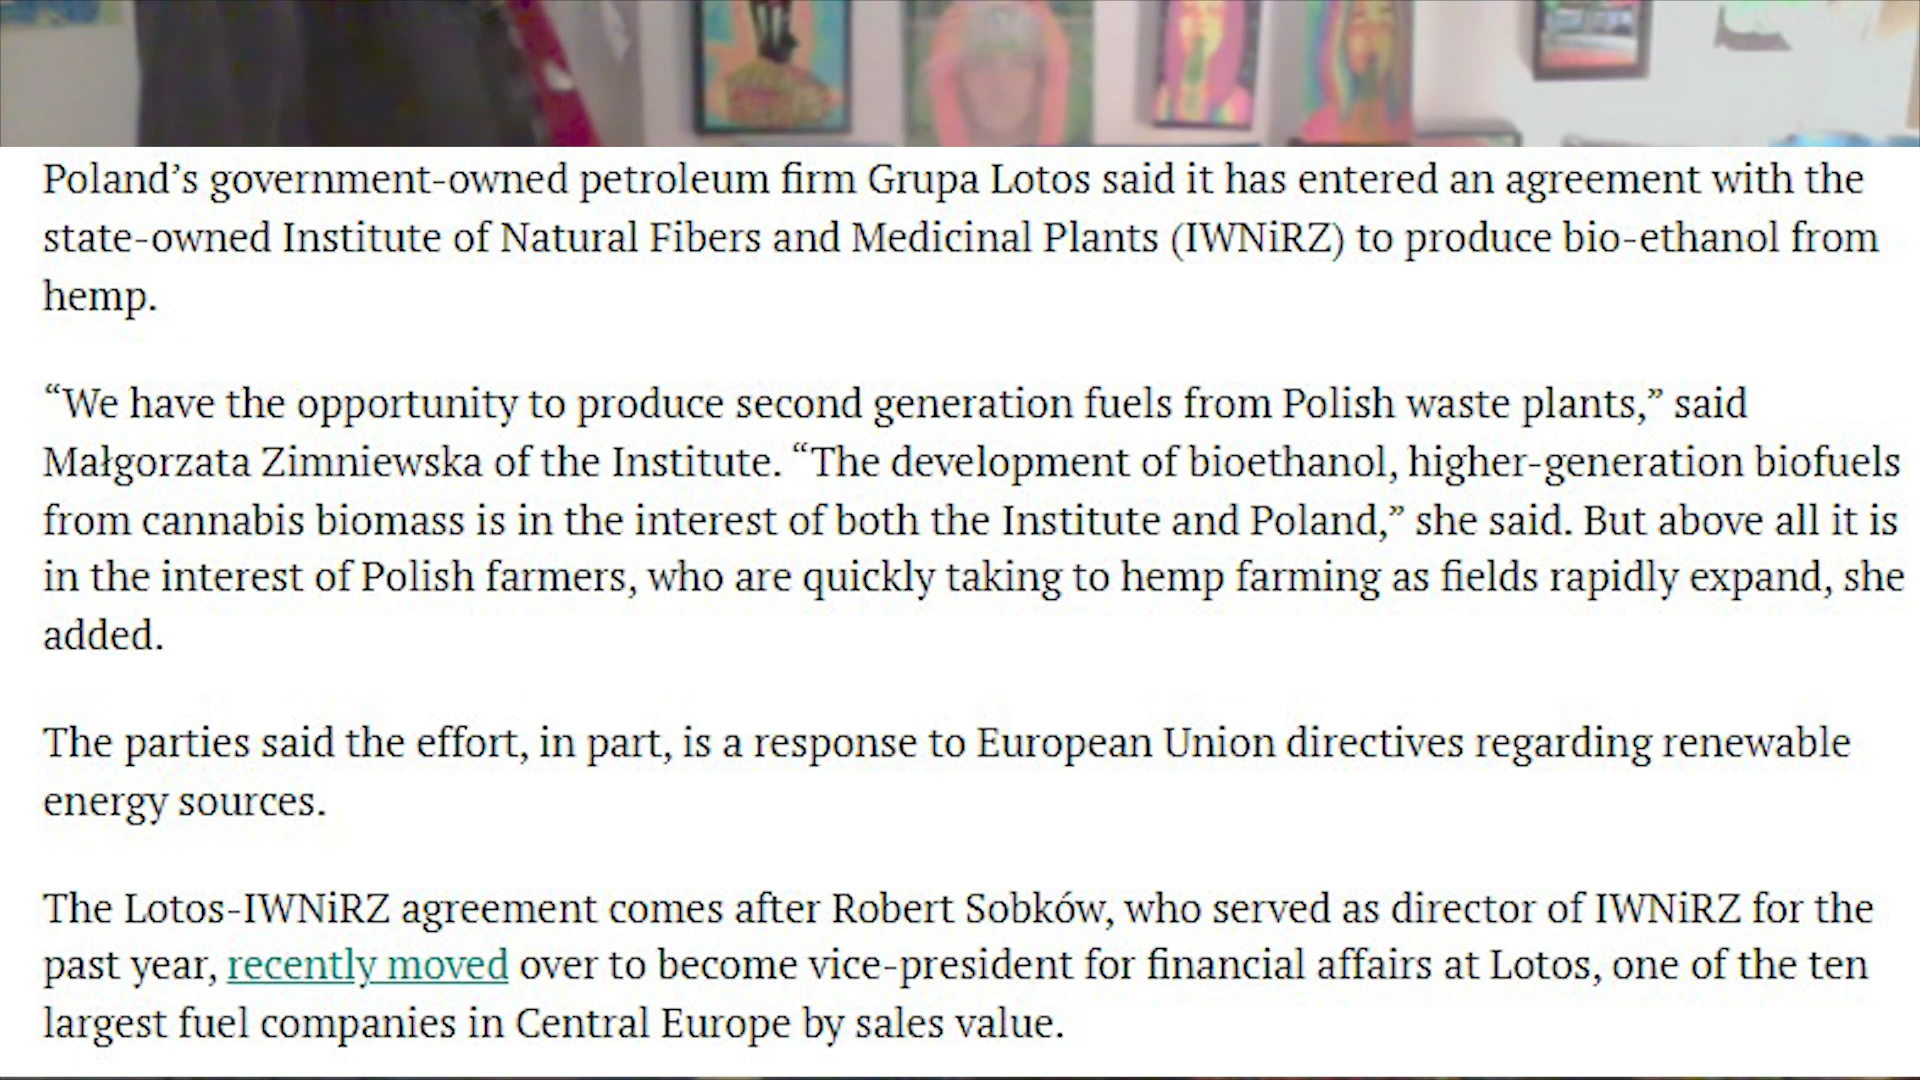 Poland’s government-owned petroleum firm Grupa Lotos said it has entered an agreement with the
state-owned Institute of Natural Fibers and Medicinal Plants (IWNiRZ) to produce bio-ethanol from
hemp.
“We have the opportunity to produce second generation fuels from Polish waste plants,” said
Małgorzata Zimniewska of the Institute. “The development of bioethanol, higher-generation biofuels
from cannabis biomass is in the interest of both the Institute and Poland,” she said. But above all it is
in the interest of Polish farmers, who are quickly taking to hemp farming as fields rapidly expand, she
added.
The parties said the effort, in part, is a response to European Union directives regarding renewable
energy sources.
The Lotos-IWNiRZ agreement comes after Robert Sobków, who served as director of IWNiRZ for the
past year, recently moved over to become vice-president for financial affairs at Lotos, one of the ten
largest fuel companies in Central Europe by sales value.